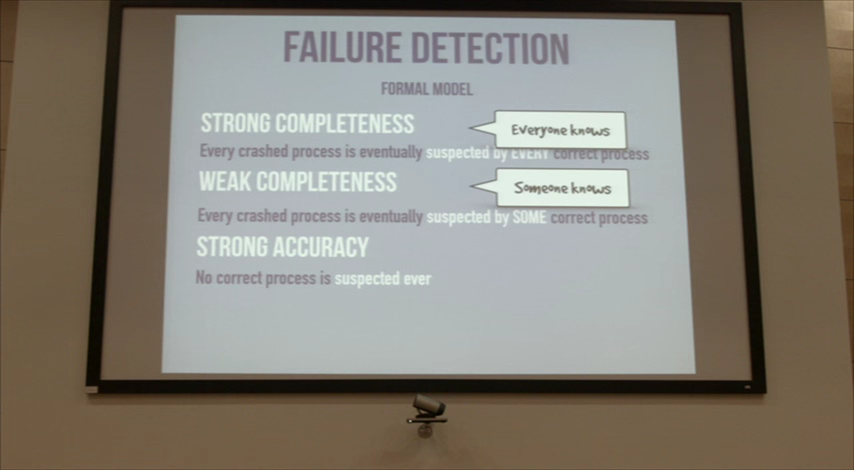 FAILURE DETECTION
FORMAL MODEL
STRONG COMPLETENESS
Everyone knows
Every crashed process is eventually suspected by EVERY correct process
WEAK COMPLETENESS
Someone knows
Every crashed process is eventually suspected by SOME correct process
STRONG ACCURACY
No correct process is suspected ever